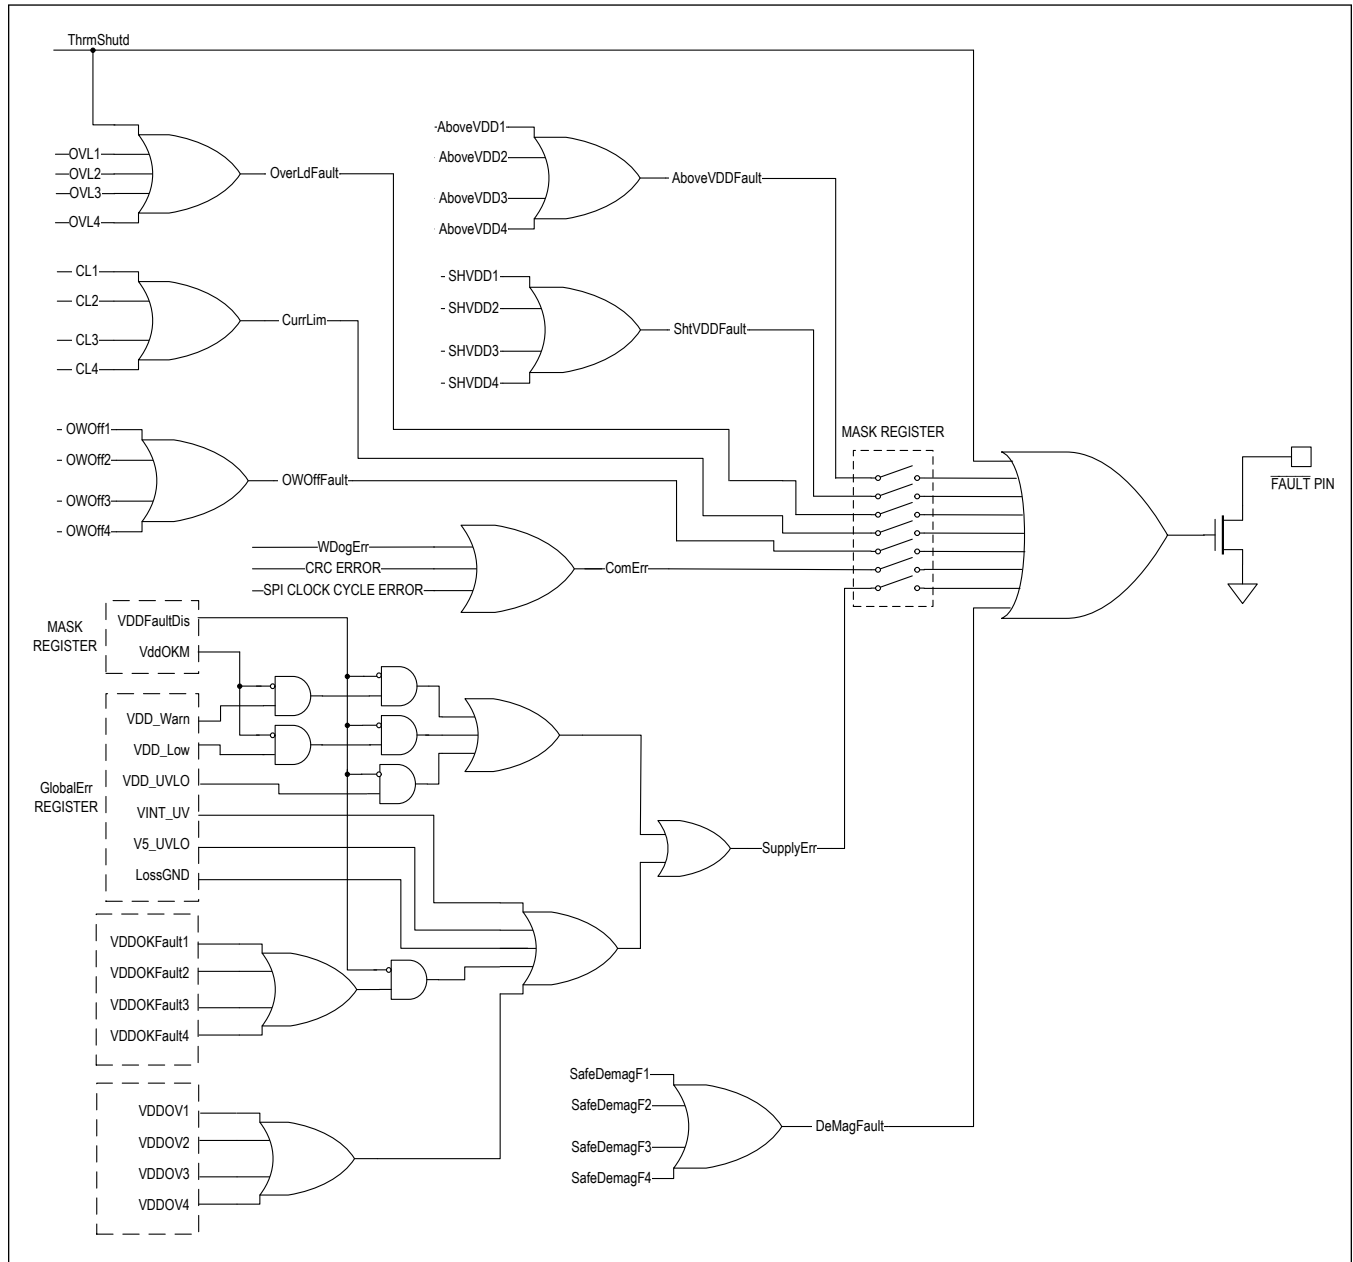 ThrmShutd
OVL1
OVL2
OVL3
OVL4
OverLdFault
AboveVDD1
AboveVDD2
AboveVDD3
AboveVDD4
AboveVDDFault
CL1
CL2
CL3
CL4
CurrLim
SHVDD1
SHVDD2
SHVDD3
SHVDD4
ShtVDDFault
OWOff1
OWOff2
OWOff3
OWOff4
OWOffFault
MASK REGISTER
FAULT PIN
WDogErr
CRC ERROR
SPI CLOCK CYCLE ERROR
ComErr
MASK
REGISTER
VDDFaultDis
VddOKM
GlobalErr
REGISTER
VDD_Warn
VDD_Low
VDD_UVLO
VINT_UV
V5_UVLO
LossGND
SupplyErr
VDDOKFault1
VDDOKFault2
VDDOKFault3
VDDOKFault4
VDDOV1
VDDOV2
VDDOV3
VDDOV4
SafeDemagF1
SafeDemagF2
SafeDemagF3
SafeDemagF4
DeMagFault